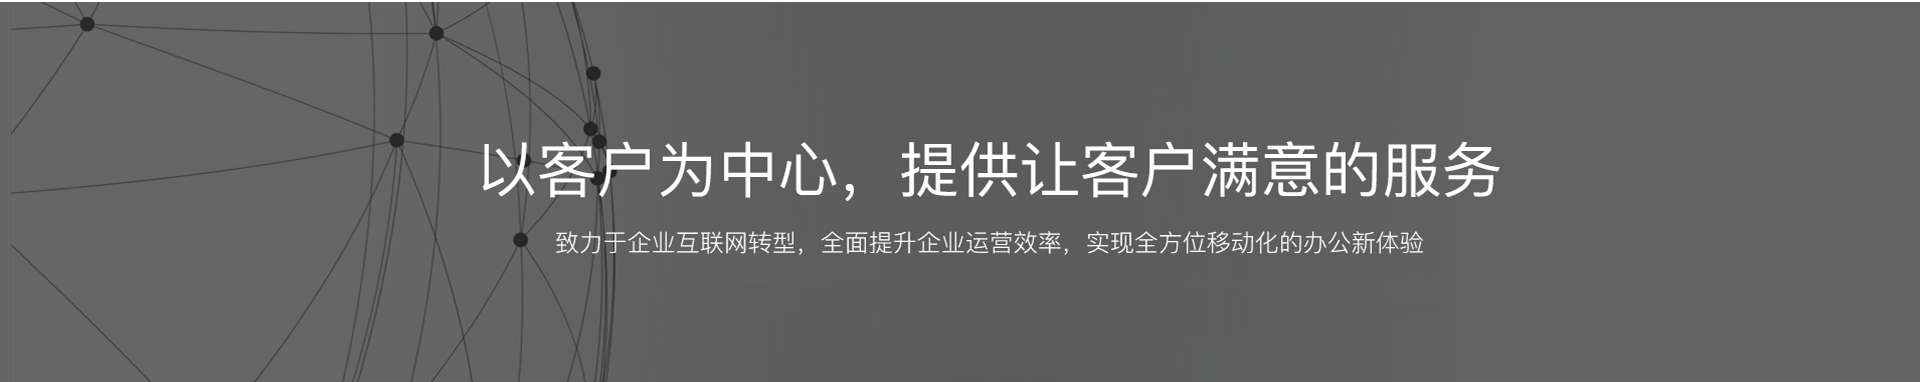 以客户为中心，提供让客户满意的服务
致力于企业互联网转型，全面提升企业运营效率，实现全方位移动化的办公新体验